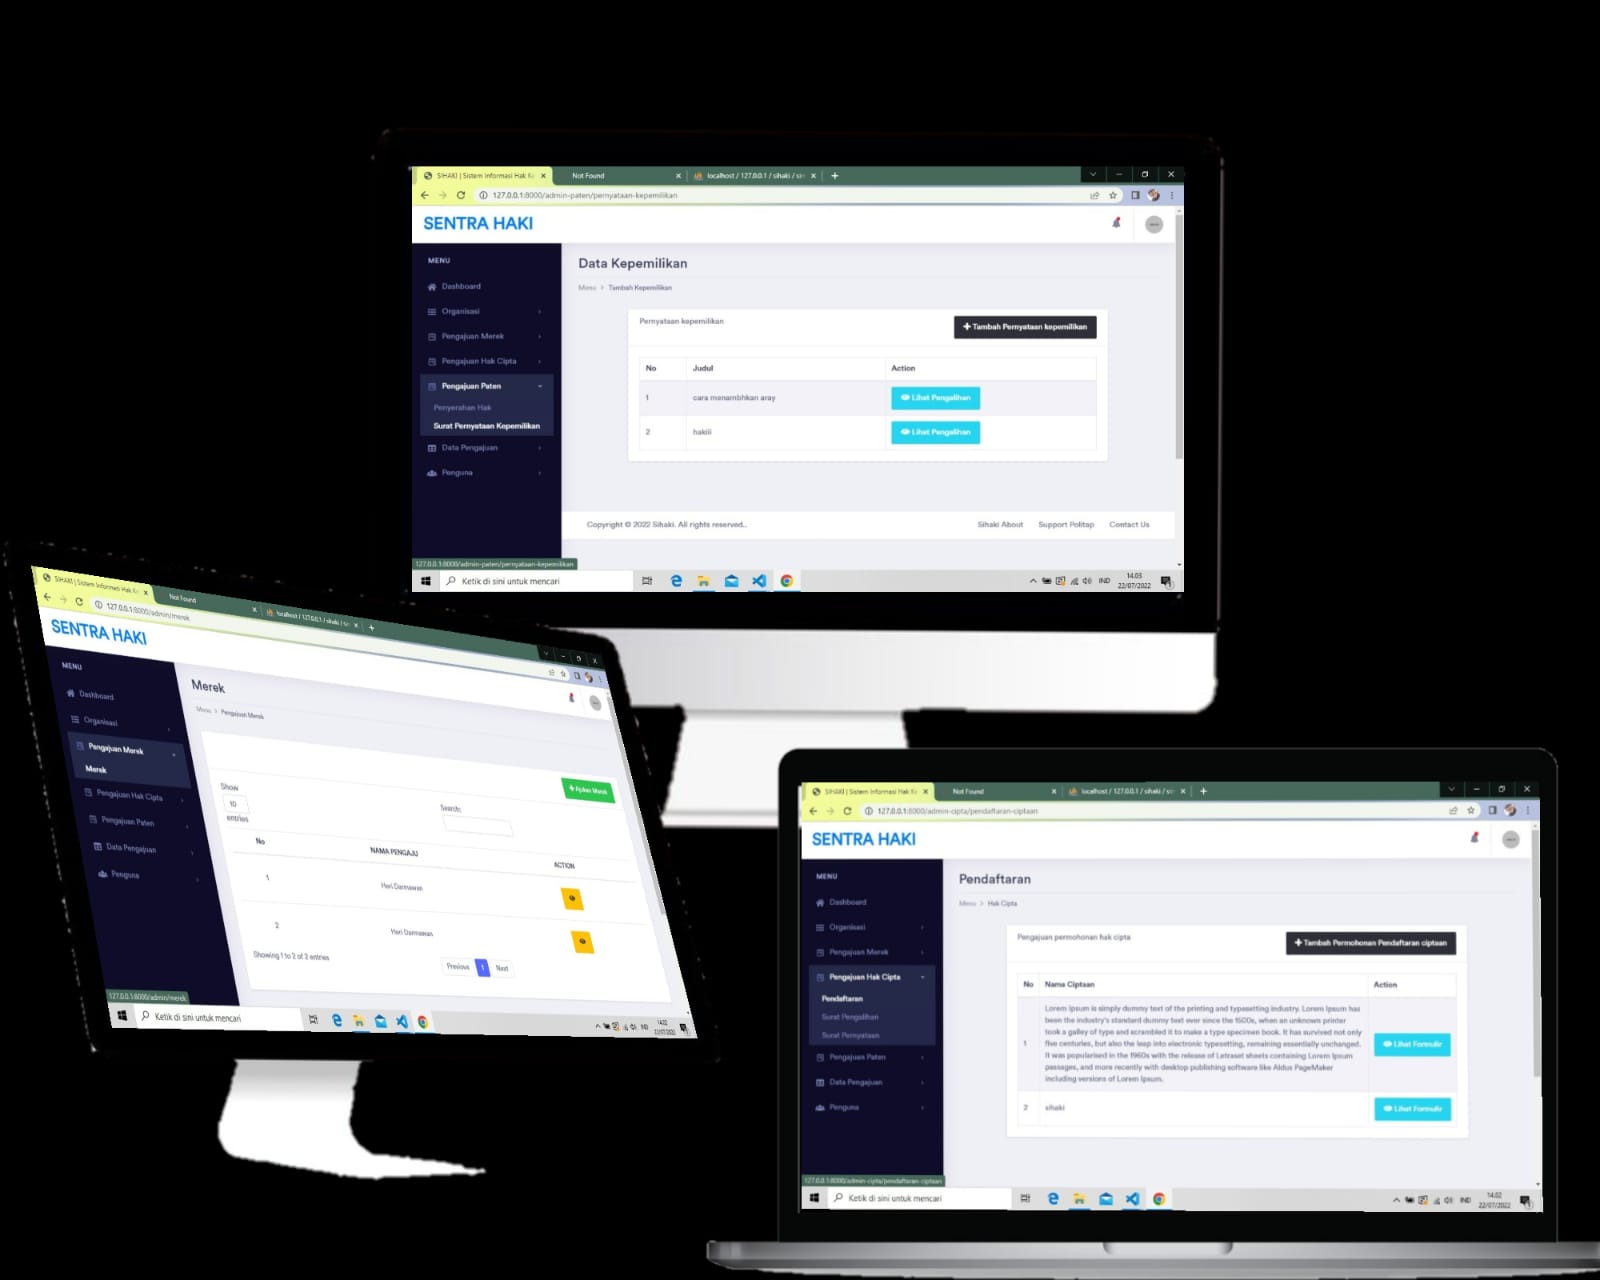 SIHAKI | Sistem Informasi Hak Ke
Not Found
localhost / 127.0.0.1 / sihaki / sim
127.0.0.1:8000/admin-paten/pernyataan-kepemilikan
SENTRA HAKI
MENU
Dashboard
Organisasi
Pengajuan Merek
Pengajuan Hak Cipta
Pengajuan Paten
Penyerahan Hak
Surat Pernyataan Kepemilikan
Data Pengajuan
Penguna
Data Kepemilikan
Menu > Tambah Kepemilikan
Pernyataan kepemilikan
+ Tambah Pernyataan kepemilikan
No Judul Action
1 cara menambhkan aray Lihat Pengalihan
2 hakiii Lihat Pengalihan
Copyright © 2022 Sihaki. All rights reserved..
Sihaki About Support Politap Contact Us
127.0.0.1:8000/admin-paten/pernyataan-kepemilikan
Ketik di sini untuk mencari
IND
14.03
22/07/2022
SIHAKI | Sistem Informasi Hak Ke
Not Found
localhost / 127.0.0.1 / sihaki / sim
127.0.0.1:8000/admin/merek
SENTRA HAKI
MENU
Dashboard
Organisasi
Pengajuan Merek
Merek
Pengajuan Hak Cipta
Pengajuan Paten
Data Pengajuan
Penguna
Merek
Menu > Pengajuan Merek
+ Ajukan Merek
Show
10
entries
Search:
No NAMA PENGAJU ACTION
1 Heri Darmawan
2 Heri Darmawan
Showing 1 to 2 of 2 entries
Previous 1 Next
127.0.0.1:8000/admin/merek
Ketik di sini untuk mencari
IND
14.02
22/07/2022
SIHAKI | Sistem Informasi Hak Ke
Not Found
localhost / 127.0.0.1 / sihaki / sim
127.0.0.1:8000/admin-cipta/pendaftaran-ciptaan
SENTRA HAKI
MENU
Dashboard
Organisasi
Pengajuan Merek
Pengajuan Hak Cipta
Pendaftaran
Surat Pengalihan
Surat Pernyataan
Pengajuan Paten
Data Pengajuan
Penguna
Pendaftaran
Menu > Hak Cipta
Pengajuan permohonan hak cipta
+ Tambah Permohonan Pendaftaran ciptaan
No Nama Ciptaan Action
1
Lorem Ipsum is simply dummy text of the printing and typesetting industry. Lorem Ipsum has
been the industry's standard dummy text ever since the 1500s, when an unknown printer
took a galley of type and scrambled it to make a type specimen book. It has survived not only
five centuries, but also the leap into electronic typesetting, remaining essentially unchanged.
It was popularised in the 1960s with the release of Letraset sheets containing Lorem Ipsum
passages, and more recently with desktop publishing software like Aldus PageMaker
including versions of Lorem Ipsum.
Lihat Formulir
2 sihaki Lihat Formulir
127.0.0.1:8000/admin-cipta/pendaftaran-ciptaan
Ketik di sini untuk mencari
IND
14.02
22/07/2022